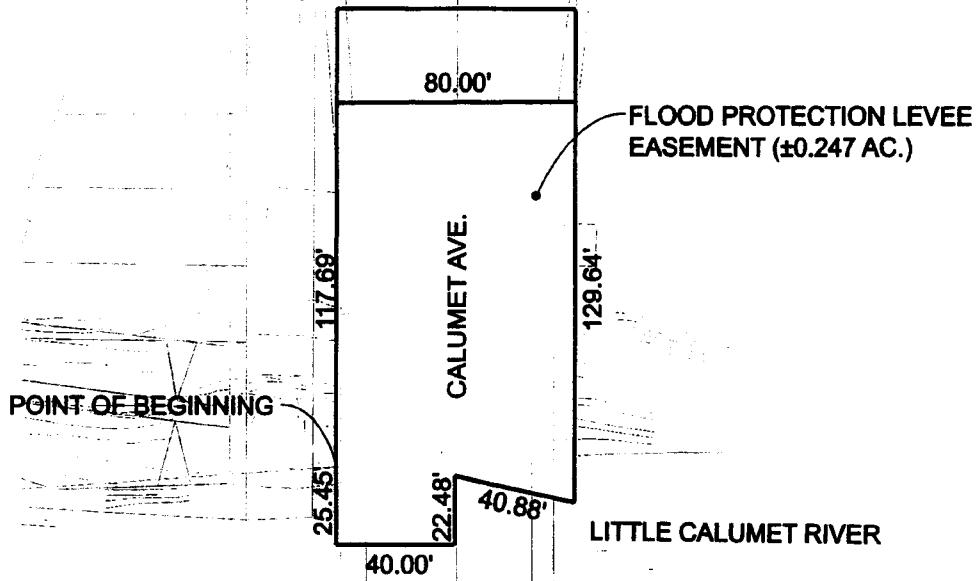 80.00'
FLOOD PROTECTION LEVEE
EASEMENT (±0.247 AC.)
117.69'
CALUMET AVE.
129.64'
POINT OF BEGINNING
25.45'
22.48'
40.88'
LITTLE CALUMET RIVER
40.00'